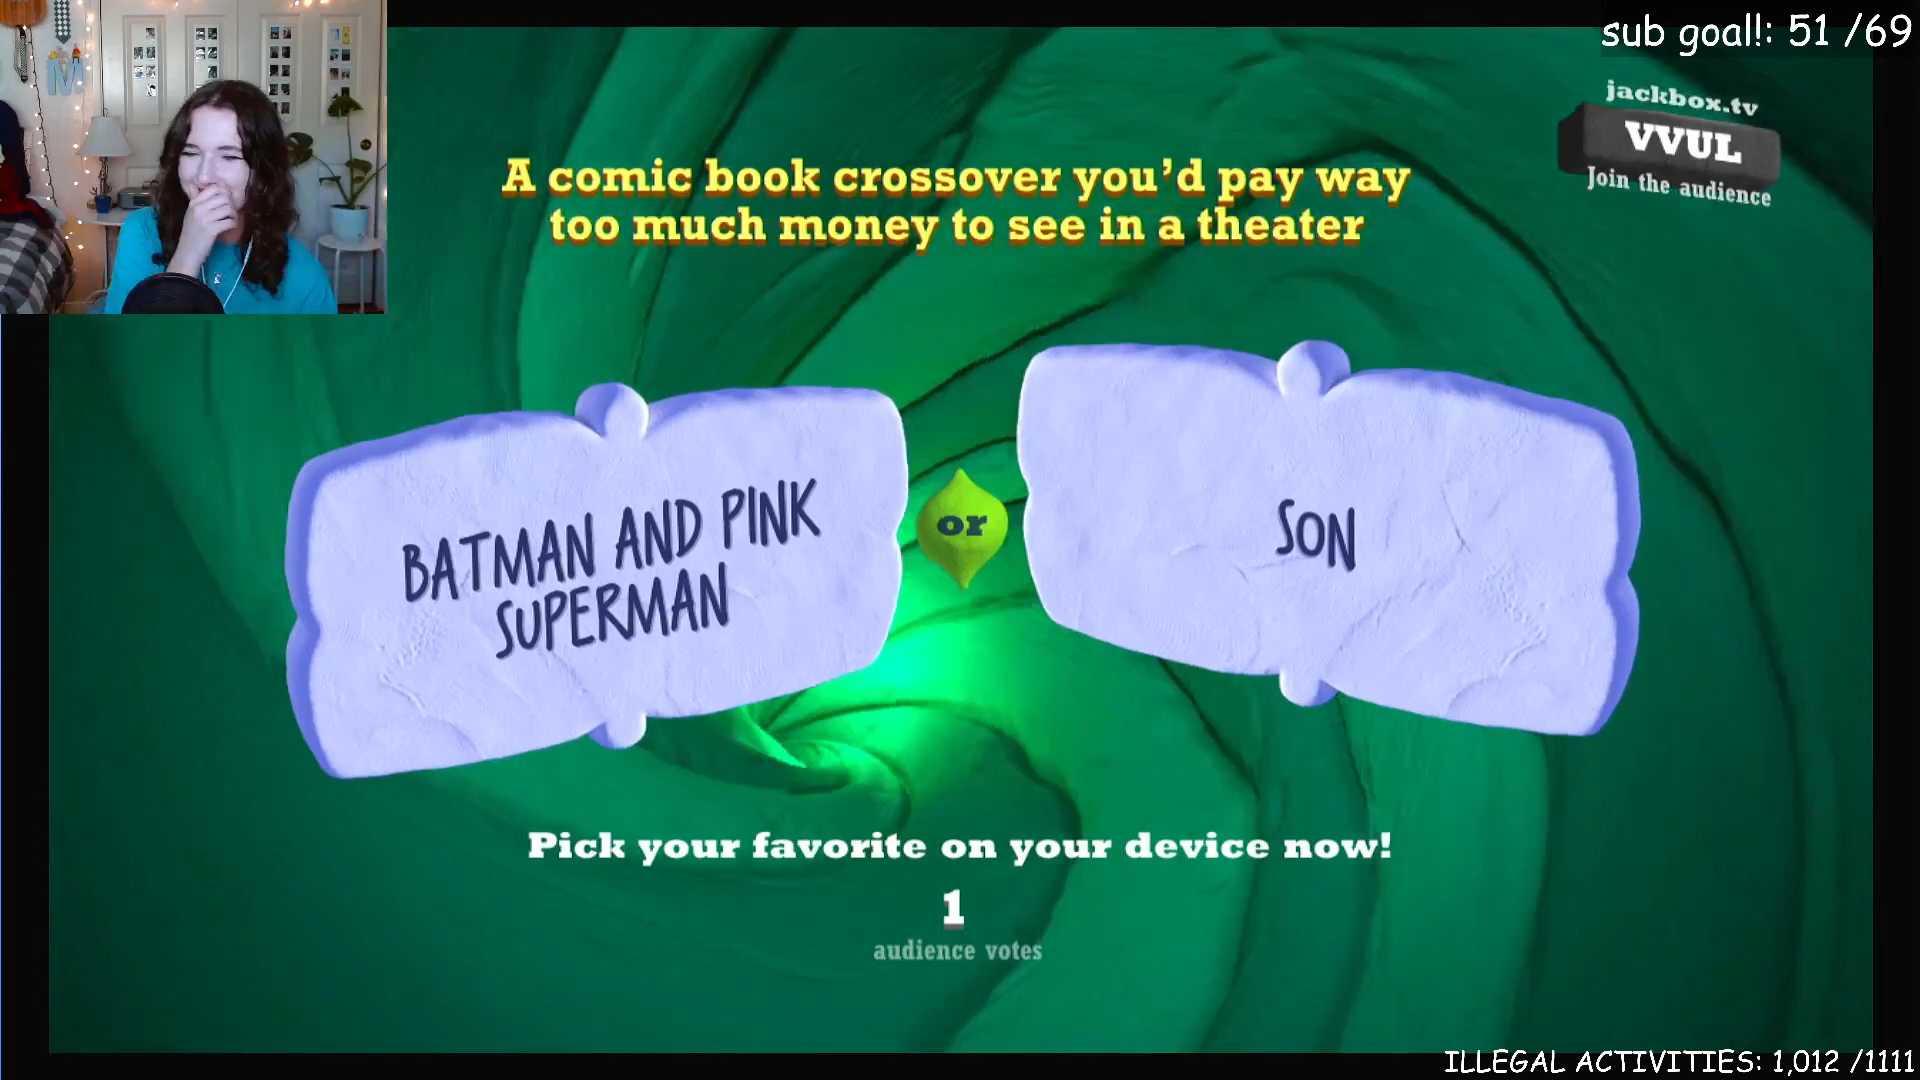 sub goal!: 51 /69
jackbox.tv
VVUL
Join the audience
A comic book crossover you'd pay way
too much money to see in a theater
BATMAN AND PINK
SUPERMAN
or
SON
Pick your favorite on your device now!
1
audience votes
ILLEGAL ACTIVITIES: 1,012 /1111